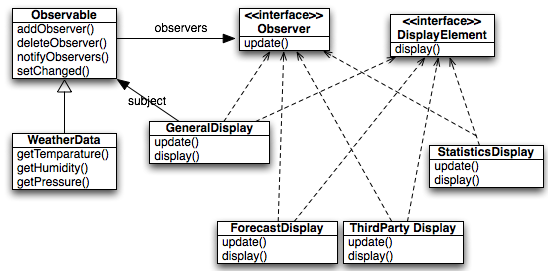 Observable
addObserver()
deleteObserver()
notifyObservers()
setChanged()
observers
<<interface>>
Observer
update()
<<interface>>
DisplayElement
display()
subject
WeatherData
getTemparature()
getHumidity()
getPressure()
GeneralDisplay
update()
display()
StatisticsDisplay
update()
display()
ForecastDisplay
update()
display()
ThirdParty Display
update()
display()